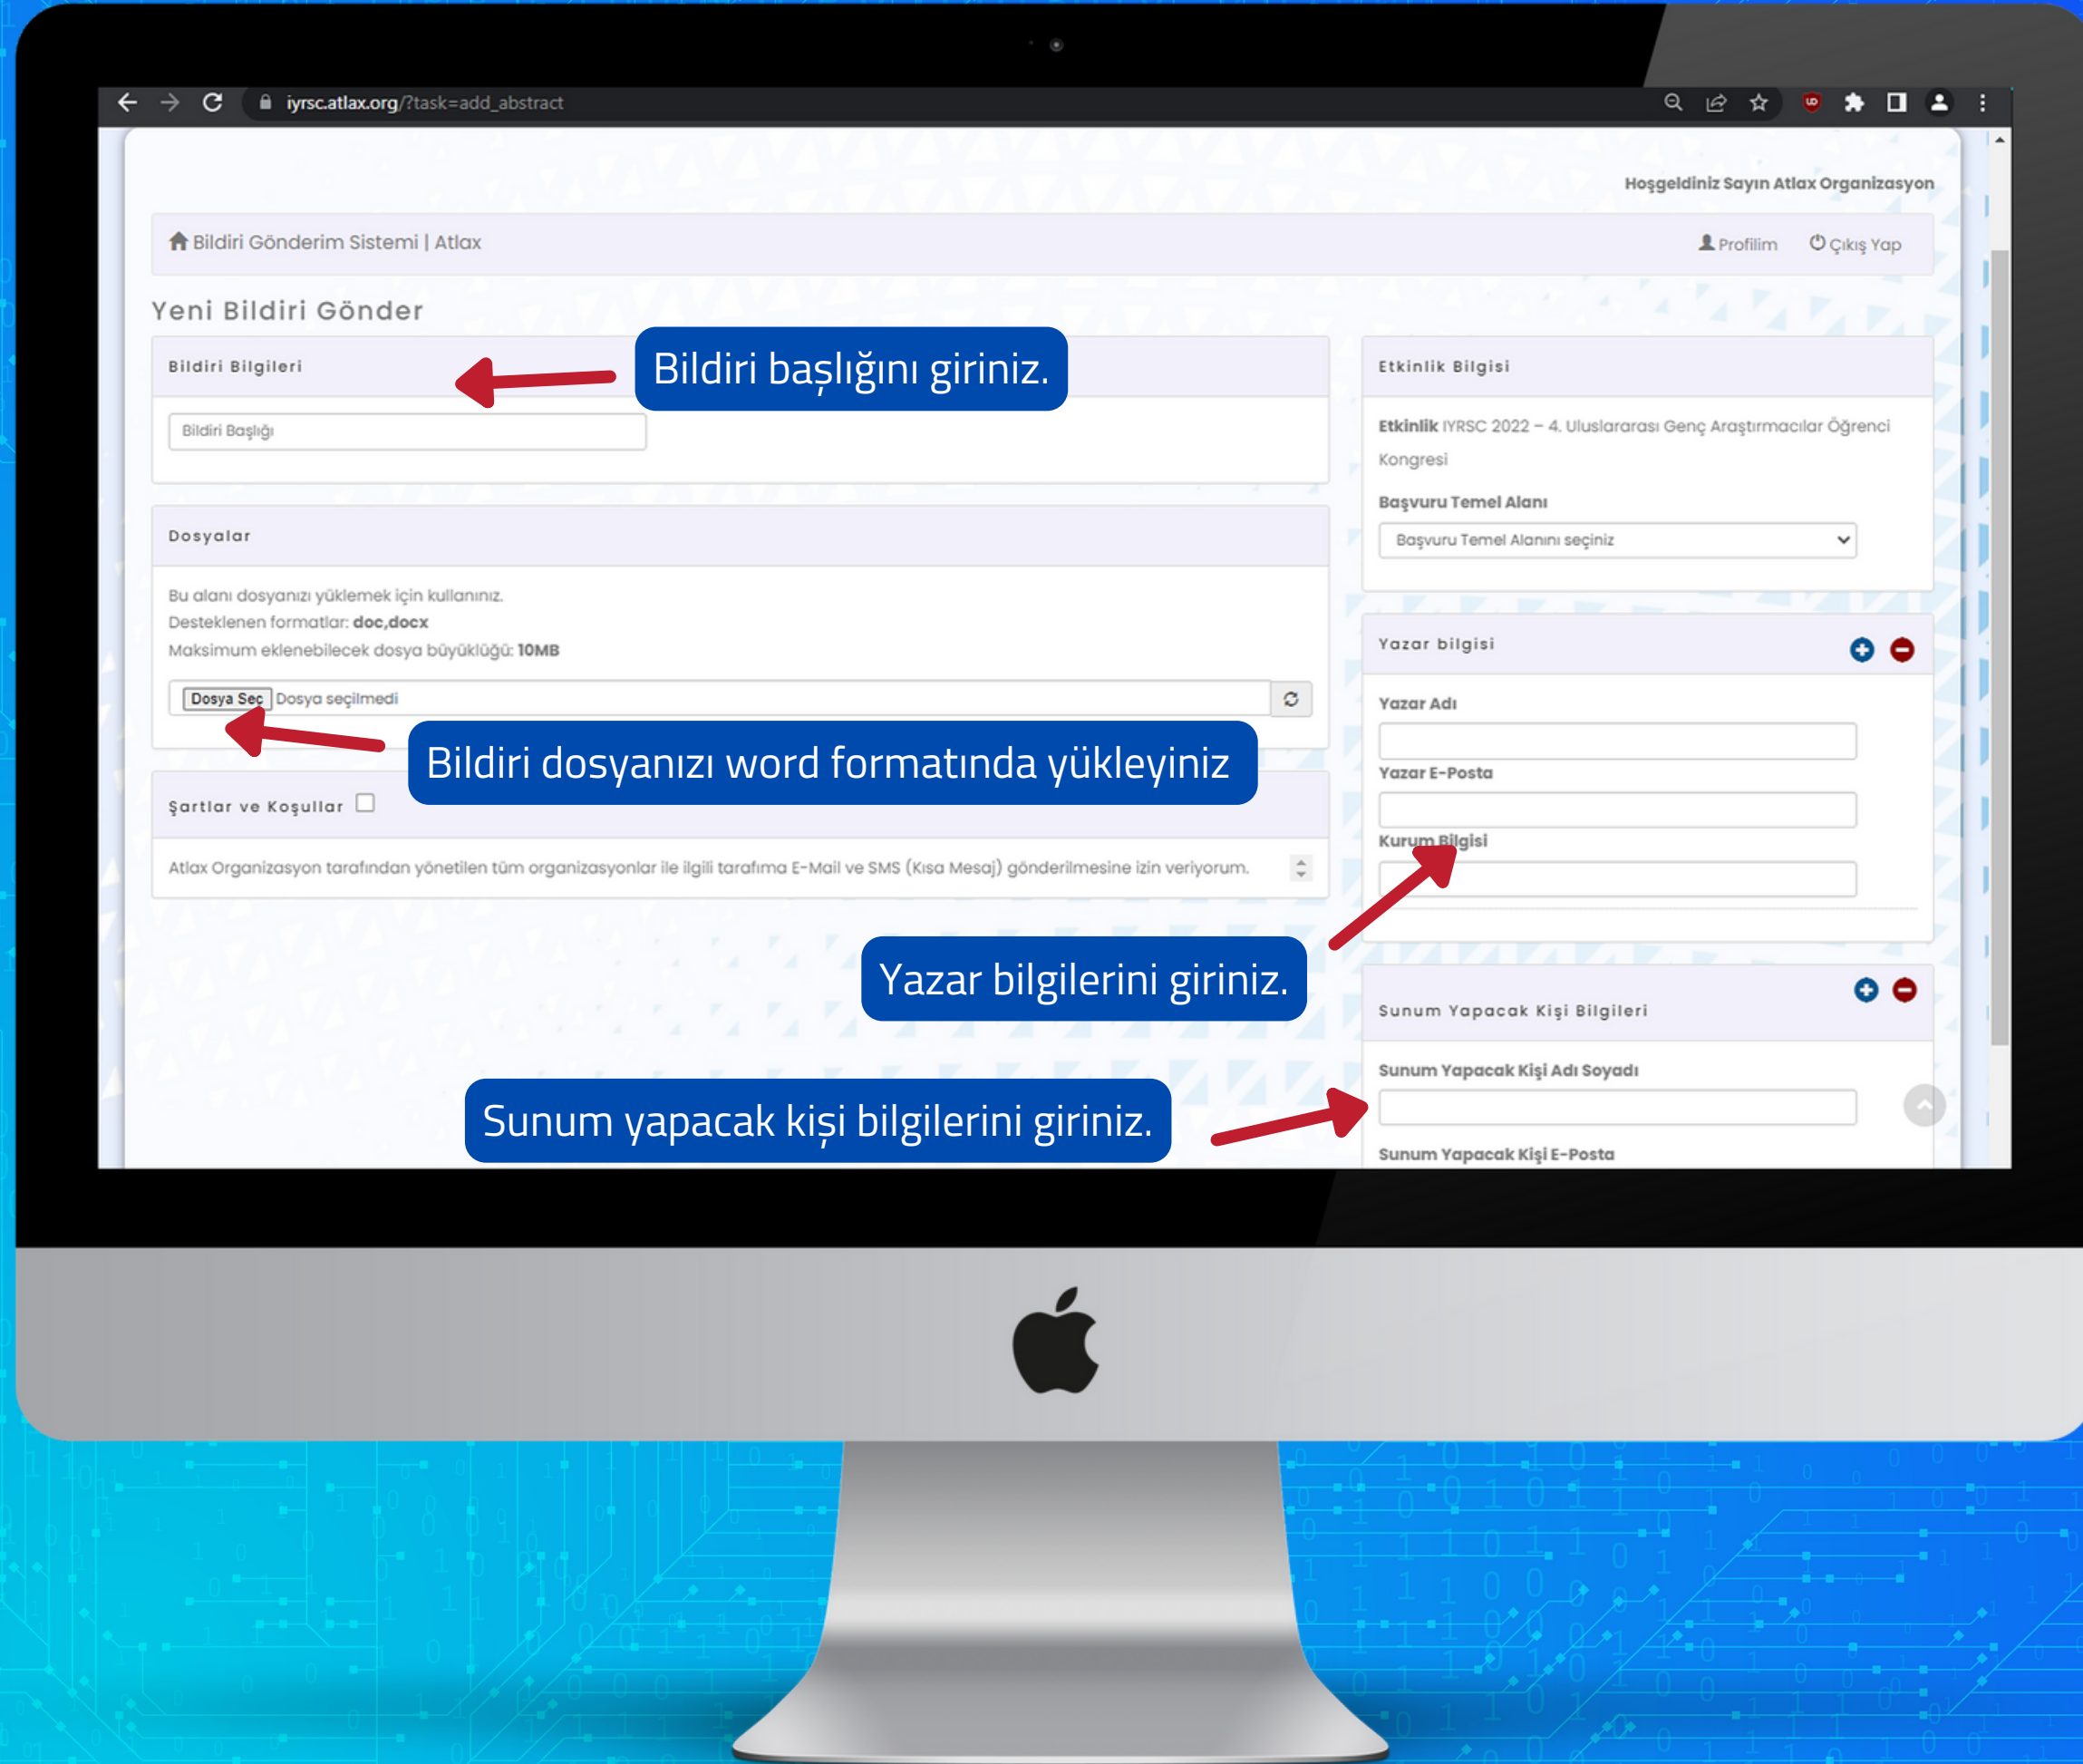 iyrsc.atlax.org/?task=add_abstract
Hoşgeldiniz Sayın Atlax Organizasyon
Bildiri Gönderim Sistemi | Atlax
Profilim
Çıkış Yap
Yeni Bildiri Gönder
Bildiri Bilgileri
Bildiri başlığını giriniz.
Bildiri Başlığı
Dosyalar
Bu alanı dosyanızı yüklemek için kullanınız.
Desteklenen formatlar: doc,docx
Maksimum eklenebilecek dosya büyüklüğü: 10MB
Dosya Seç Dosya seçilmedi
Bildiri dosyanızı word formatında yükleyiniz
Şartlar ve Koşullar
Atlax Organizasyon tarafından yönetilen tüm organizasyonlar ile ilgili tarafıma E-Mail ve SMS (Kısa Mesaj) gönderilmesine izin veriyorum.
Etkinlik Bilgisi
Etkinlik IYRSC 2022 – 4. Uluslararası Genç Araştırmacılar Öğrenci
Kongresi
Başvuru Temel Alanı
Başvuru Temel Alanını seçiniz
Yazar bilgisi
Yazar Adı
Yazar E-Posta
Kurum Bilgisi
Yazar bilgilerini giriniz.
Sunum Yapacak Kişi Bilgileri
Sunum Yapacak Kişi Adı Soyadı
Sunum yapacak kişi bilgilerini giriniz.
Sunum Yapacak Kişi E-Posta